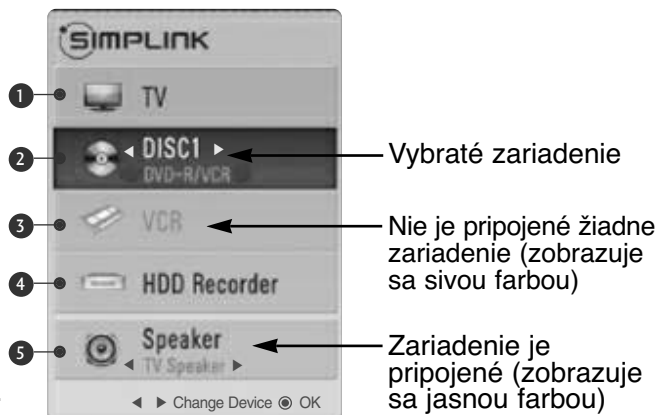 SIMPLINK
1 TV
2 ◀ DISC1 ▶
DVD-R/VCR
Vybraté zariadenie
3 VCR
Nie je pripojené žiadne
zariadenie (zobrazuje
sa sivou farbou)
4 HDD Recorder
5 Speaker
◀ TV Speaker ▶
Zariadenie je
pripojené (zobrazuje
sa jasnou farbou)
◀ ▶ Change Device ◉ OK